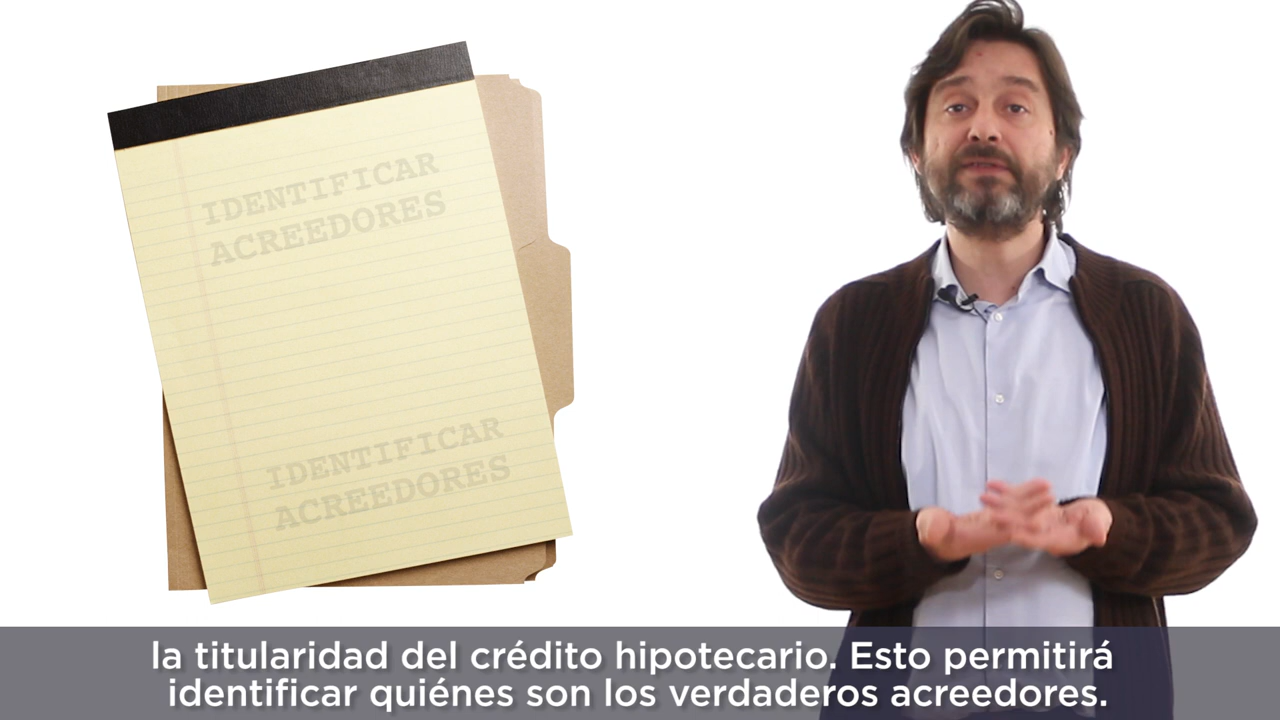 IDENTIFICAR
ACREEDORES
IDENTIFICAR
ACREEDORES
la titularidad del crédito hipotecario. Esto permitirá
identificar quiénes son los verdaderos acreedores.